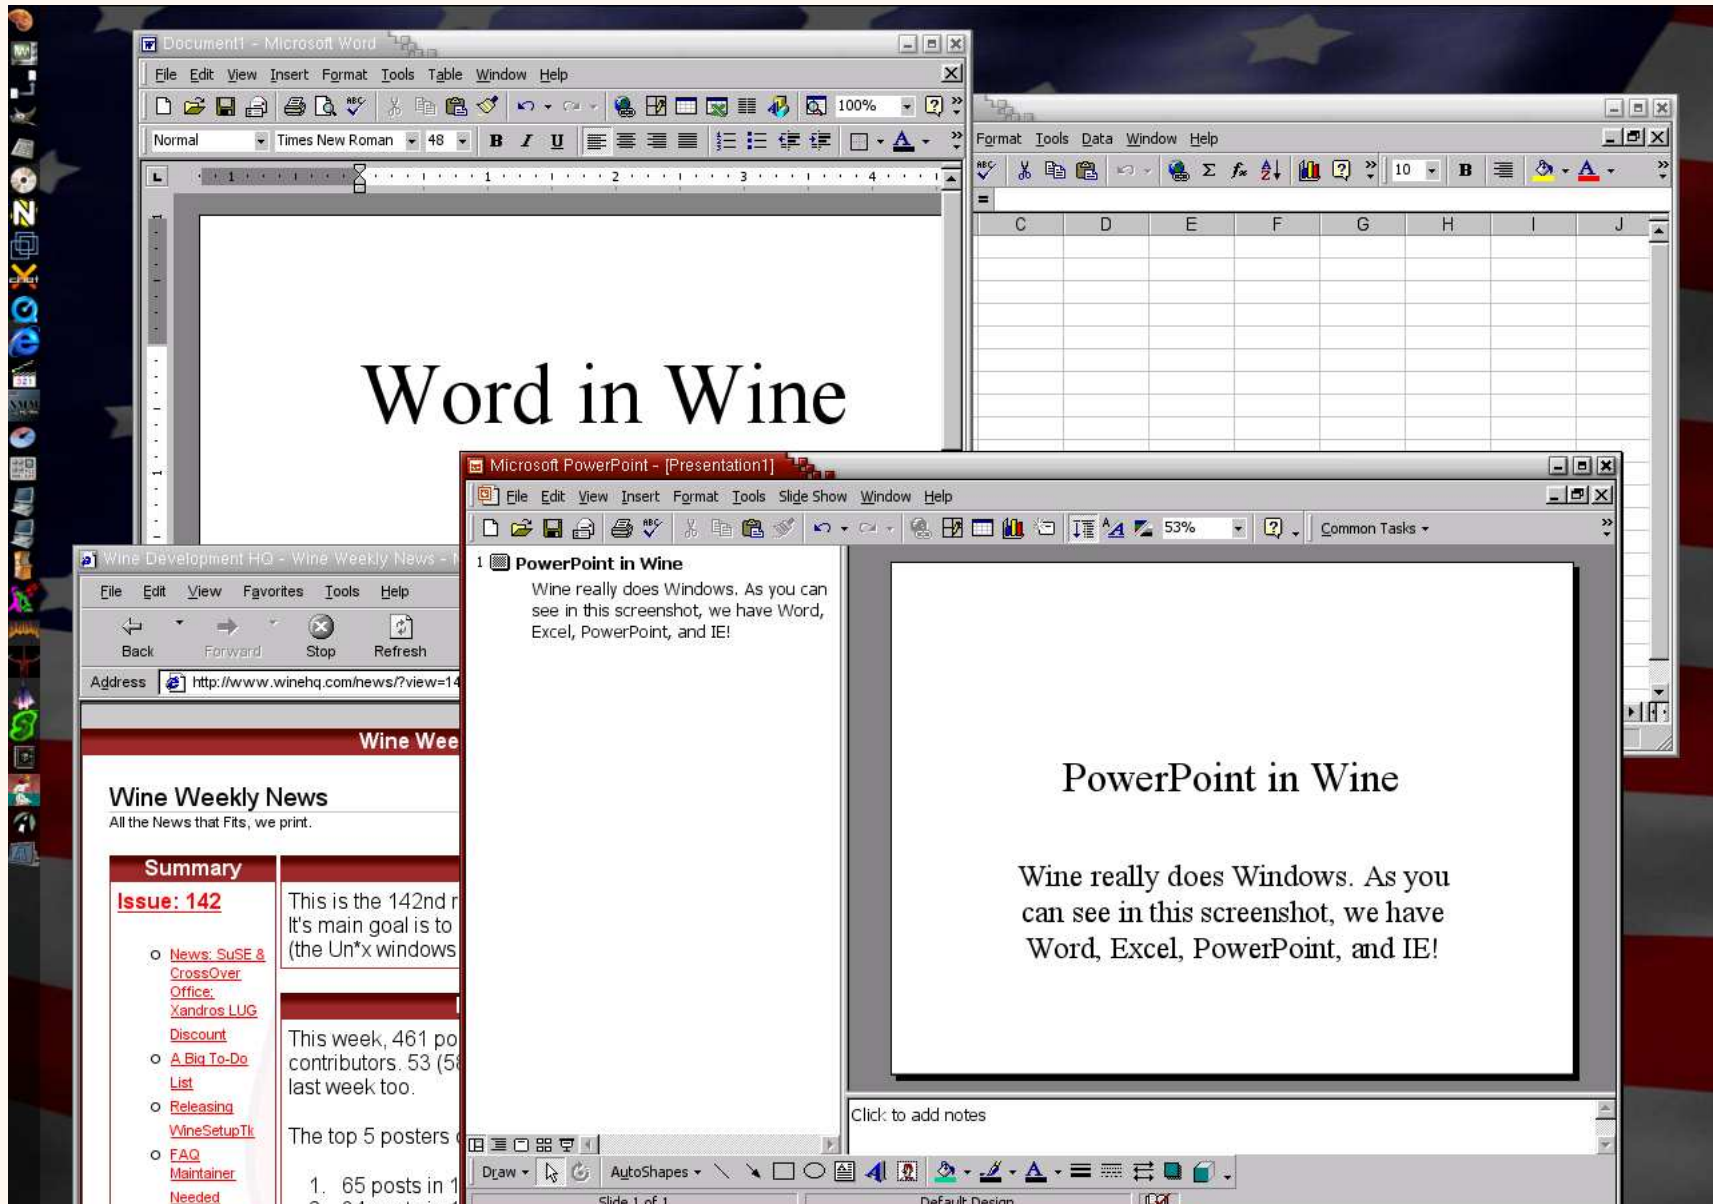 Document1 - Microsoft Word
File Edit View Insert Format Tools Table Window Help
100%
Normal Times New Roman 48 B I U
1 1 2 3 4
Word in Wine
Format Tools Data Window Help
10 B
=
C D E F G H I J
Microsoft PowerPoint - [Presentation1]
File Edit View Insert Format Tools Slide Show Window Help
53% Common Tasks
1 PowerPoint in Wine
Wine really does Windows. As you can
see in this screenshot, we have Word,
Excel, PowerPoint, and IE!
PowerPoint in Wine
Wine really does Windows. As you
can see in this screenshot, we have
Word, Excel, PowerPoint, and IE!
Click to add notes
Draw AutoShapes
Slide 1 of 1 Default Design
Wine Development HQ - Wine Weekly News -
File Edit View Favorites Tools Help
Back Forward Stop Refresh
Address http://www.winehq.com/news/?view=14
Wine Wee
Wine Weekly News
All the News that Fits, we print.
Summary
Issue: 142
News: SuSE &
CrossOver
Office;
Xandros LUG
Discount
A Big To-Do
List
Releasing
WineSetupTk
FAQ
Maintainer
Needed
This is the 142nd r
It's main goal is to
(the Un*x windows
This week, 461 po
contributors. 53 (58
last week too.
The top 5 posters
1. 65 posts in 1